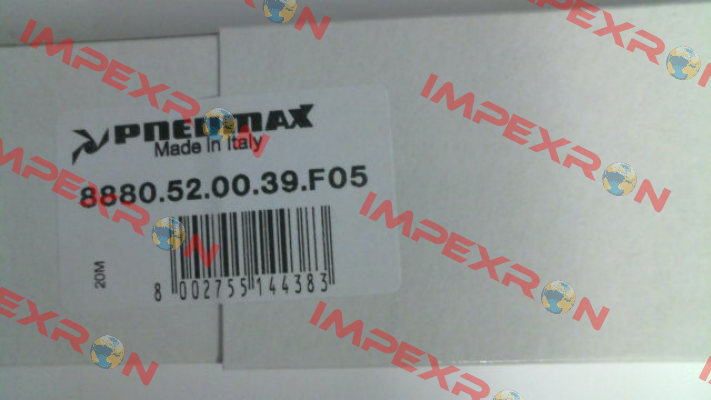 PNEUMAX
Made In Italy
8880.52.00.39.F05
20M
8 002755 144383
IMPEXRON
IMPEXRON
IMPEXRON
IMPEXRON
IMPEXRON
IMPEXRON
IMPEXRON